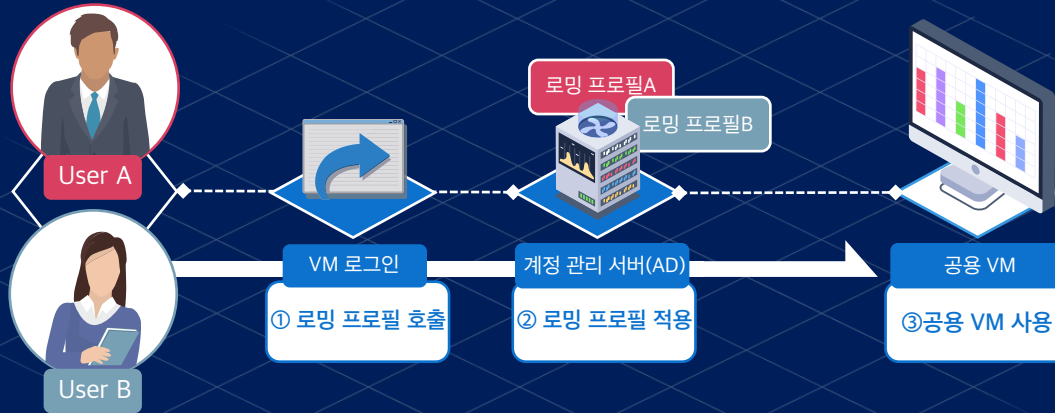 로밍 프로필A
로밍 프로필B
User A
User B
VM 로그인
① 로밍 프로필 호출
계정 관리 서버(AD)
② 로밍 프로필 적용
공용 VM
③공용 VM 사용